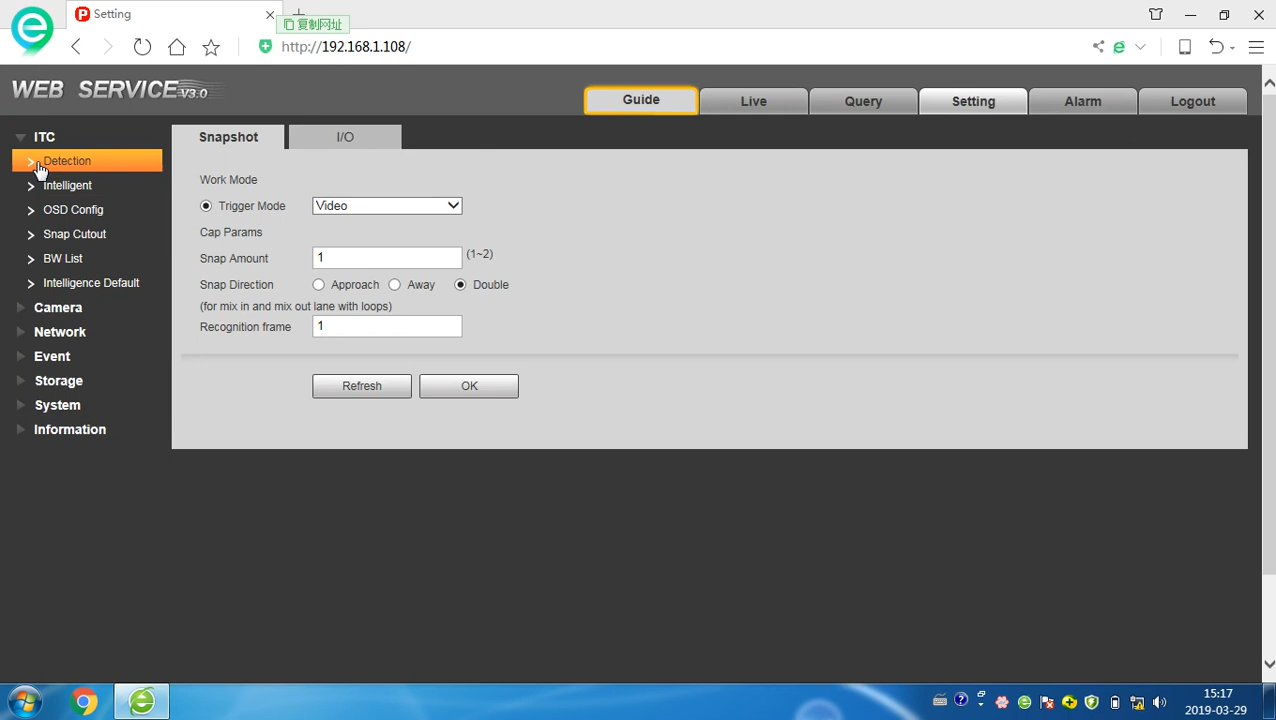 Setting
复制网址
http://192.168.1.108/
WEB SERVICE V3.0
Guide
Live
Query
Setting
Alarm
Logout
ITC
Detection
Intelligent
OSD Config
Snap Cutout
BW List
Intelligence Default
Camera
Network
Event
Storage
System
Information
Snapshot
I/O
Work Mode
Trigger Mode Video
Cap Params
Snap Amount 1 (1~2)
Snap Direction Approach Away Double
(for mix in and mix out lane with loops)
Recognition frame 1
Refresh OK
15:17
2019-03-29